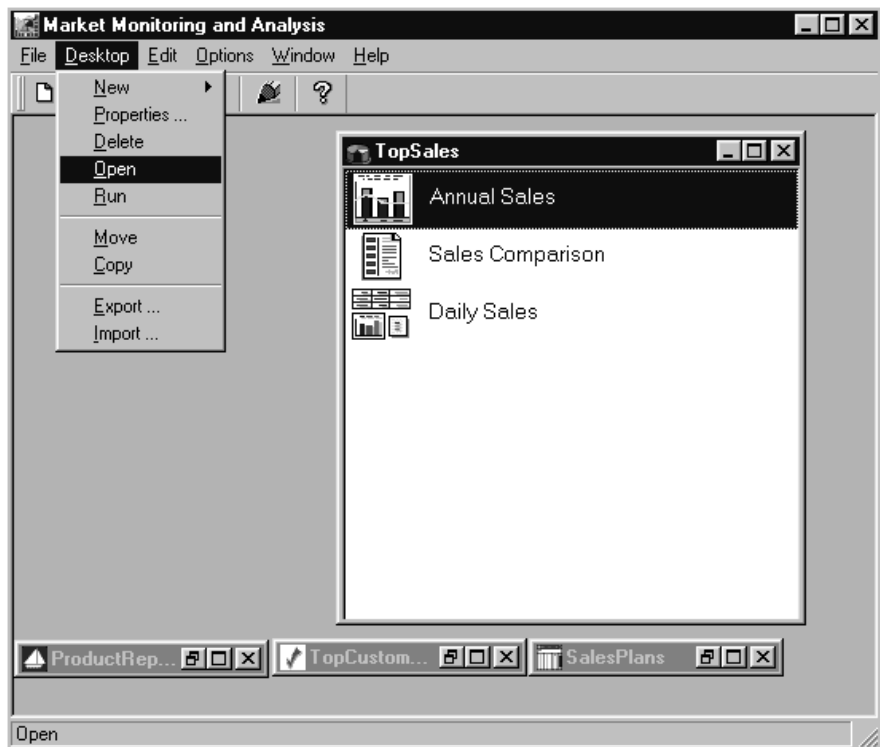 Market Monitoring and Analysis
File Desktop Edit Options Window Help
New
Properties ...
Delete
Open
Run
Move
Copy
Export ...
Import ...
TopSales
Annual Sales
Sales Comparison
Daily Sales
ProductRep... TopCustom... SalesPlans
Open